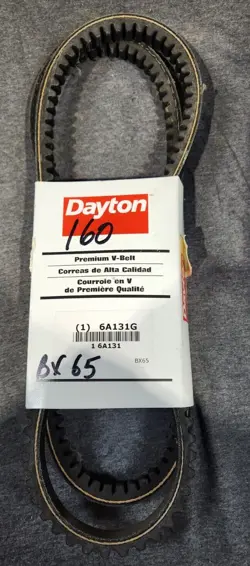 Dayton
160
Premium V-Belt
Correas de Alta Calidad
Courroie en V
de Première Qualité
(1) 6A131G
1 6A131
BX65
BX 65